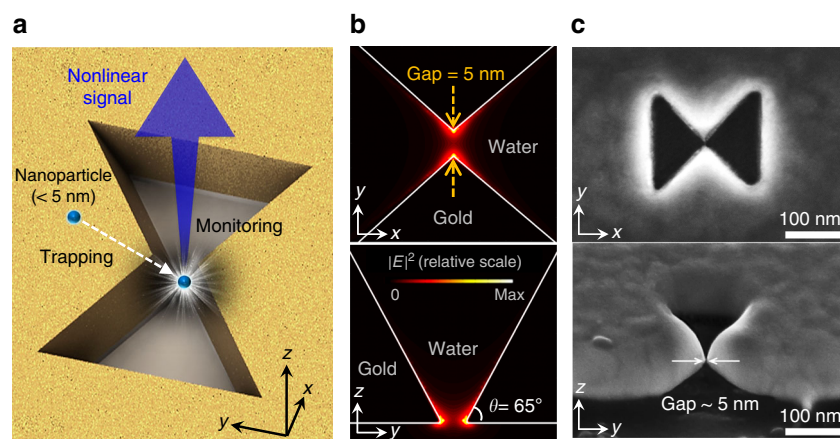 a
Nonlinear
signal
Nanoparticle
(< 5 nm)
Trapping
Monitoring
z
x
y
b
Gap = 5 nm
Water
Gold
y
x
|E|² (relative scale)
0
Max
Water
Gold
θ= 65°
z
y
c
y
x
100 nm
Gap ~ 5 nm
z
y
100 nm